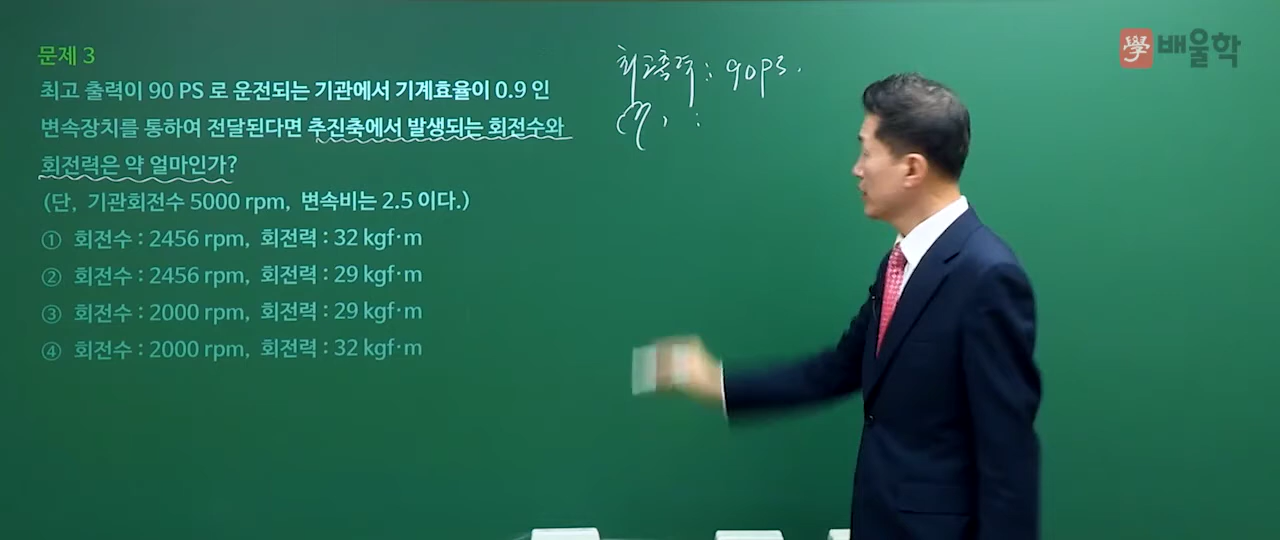 문제 3
최고 출력이 90 PS 로 운전되는 기관에서 기계효율이 0.9 인
변속장치를 통하여 전달된다면 추진축에서 발생되는 회전수와
회전력은 약 얼마인가?
(단, 기관회전수 5000 rpm, 변속비는 2.5 이다.)
① 회전수 : 2456 rpm, 회전력 : 32 kgf·m
② 회전수 : 2456 rpm, 회전력 : 29 kgf·m
③ 회전수 : 2000 rpm, 회전력 : 29 kgf·m
④ 회전수 : 2000 rpm, 회전력 : 32 kgf·m
최고출력 : 90PS.
(η) :
學 배울학